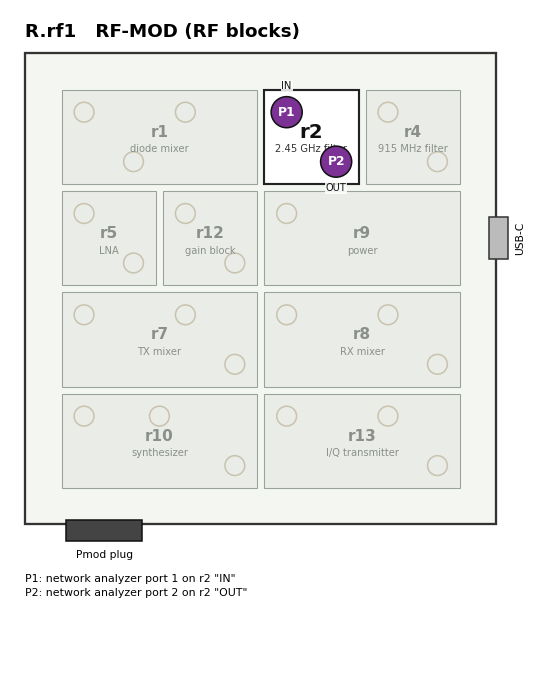 R.rf1   RF-MOD (RF blocks)
IN
P1
r1
diode mixer
r2
2.45 GHz filter
P2
OUT
r4
915 MHz filter
r5
LNA
r12
gain block
r9
power
USB-C
r7
TX mixer
r8
RX mixer
r10
synthesizer
r13
I/Q transmitter
Pmod plug
P1: network analyzer port 1 on r2 "IN"
P2: network analyzer port 2 on r2 "OUT"